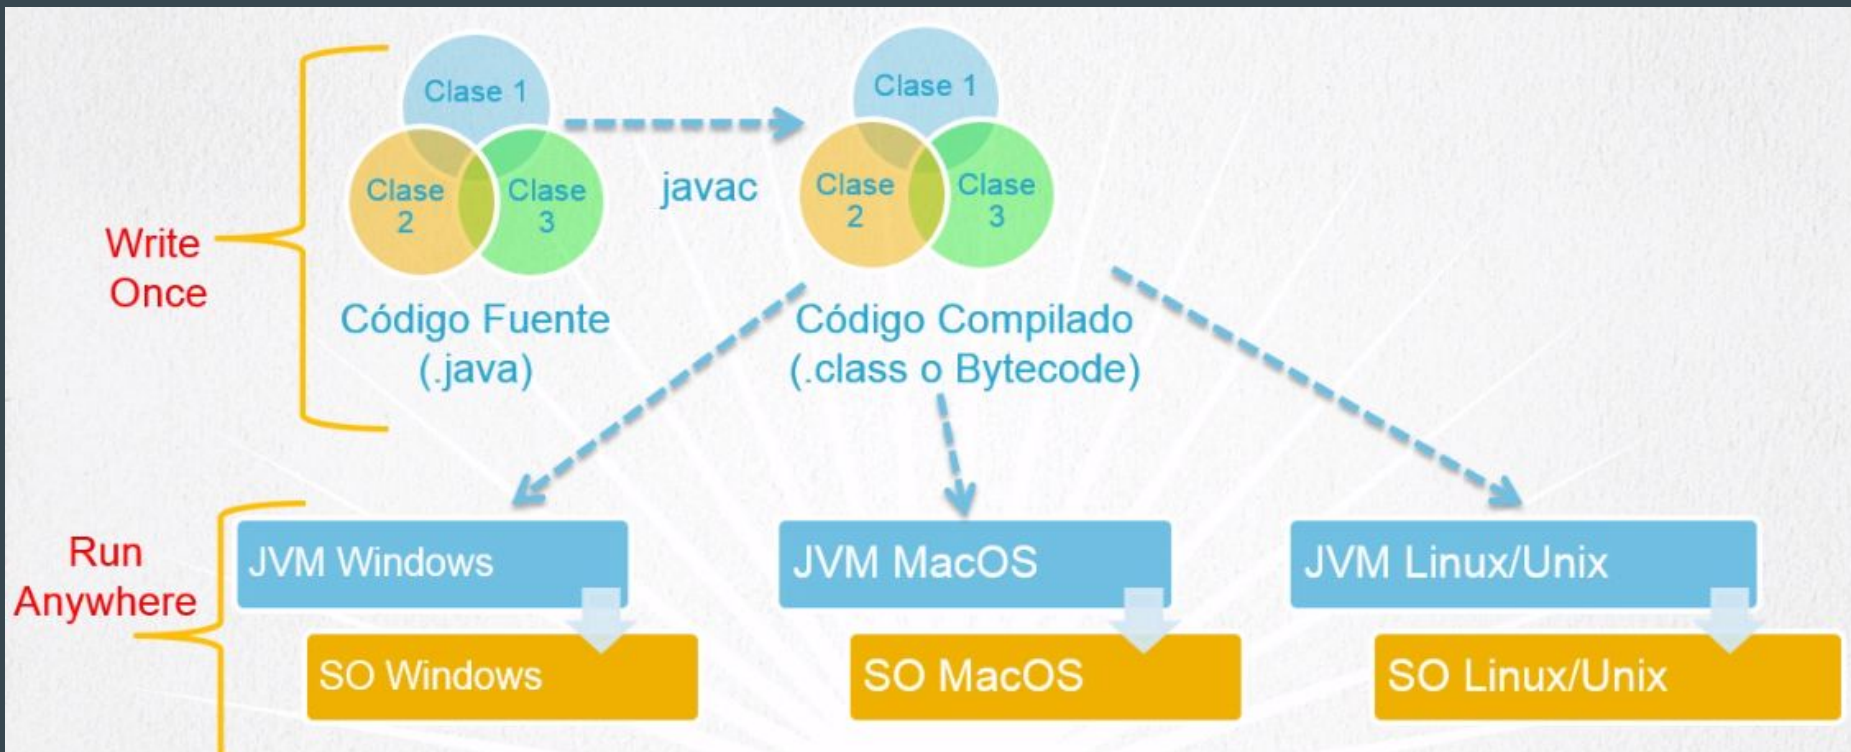 Clase 1
Clase
2
Clase
3
javac
Clase 1
Clase
2
Clase
3
Write
Once
Código Fuente
(.java)
Código Compilado
(.class o Bytecode)
Run
Anywhere
JVM Windows
JVM MacOS
JVM Linux/Unix
SO Windows
SO MacOS
SO Linux/Unix